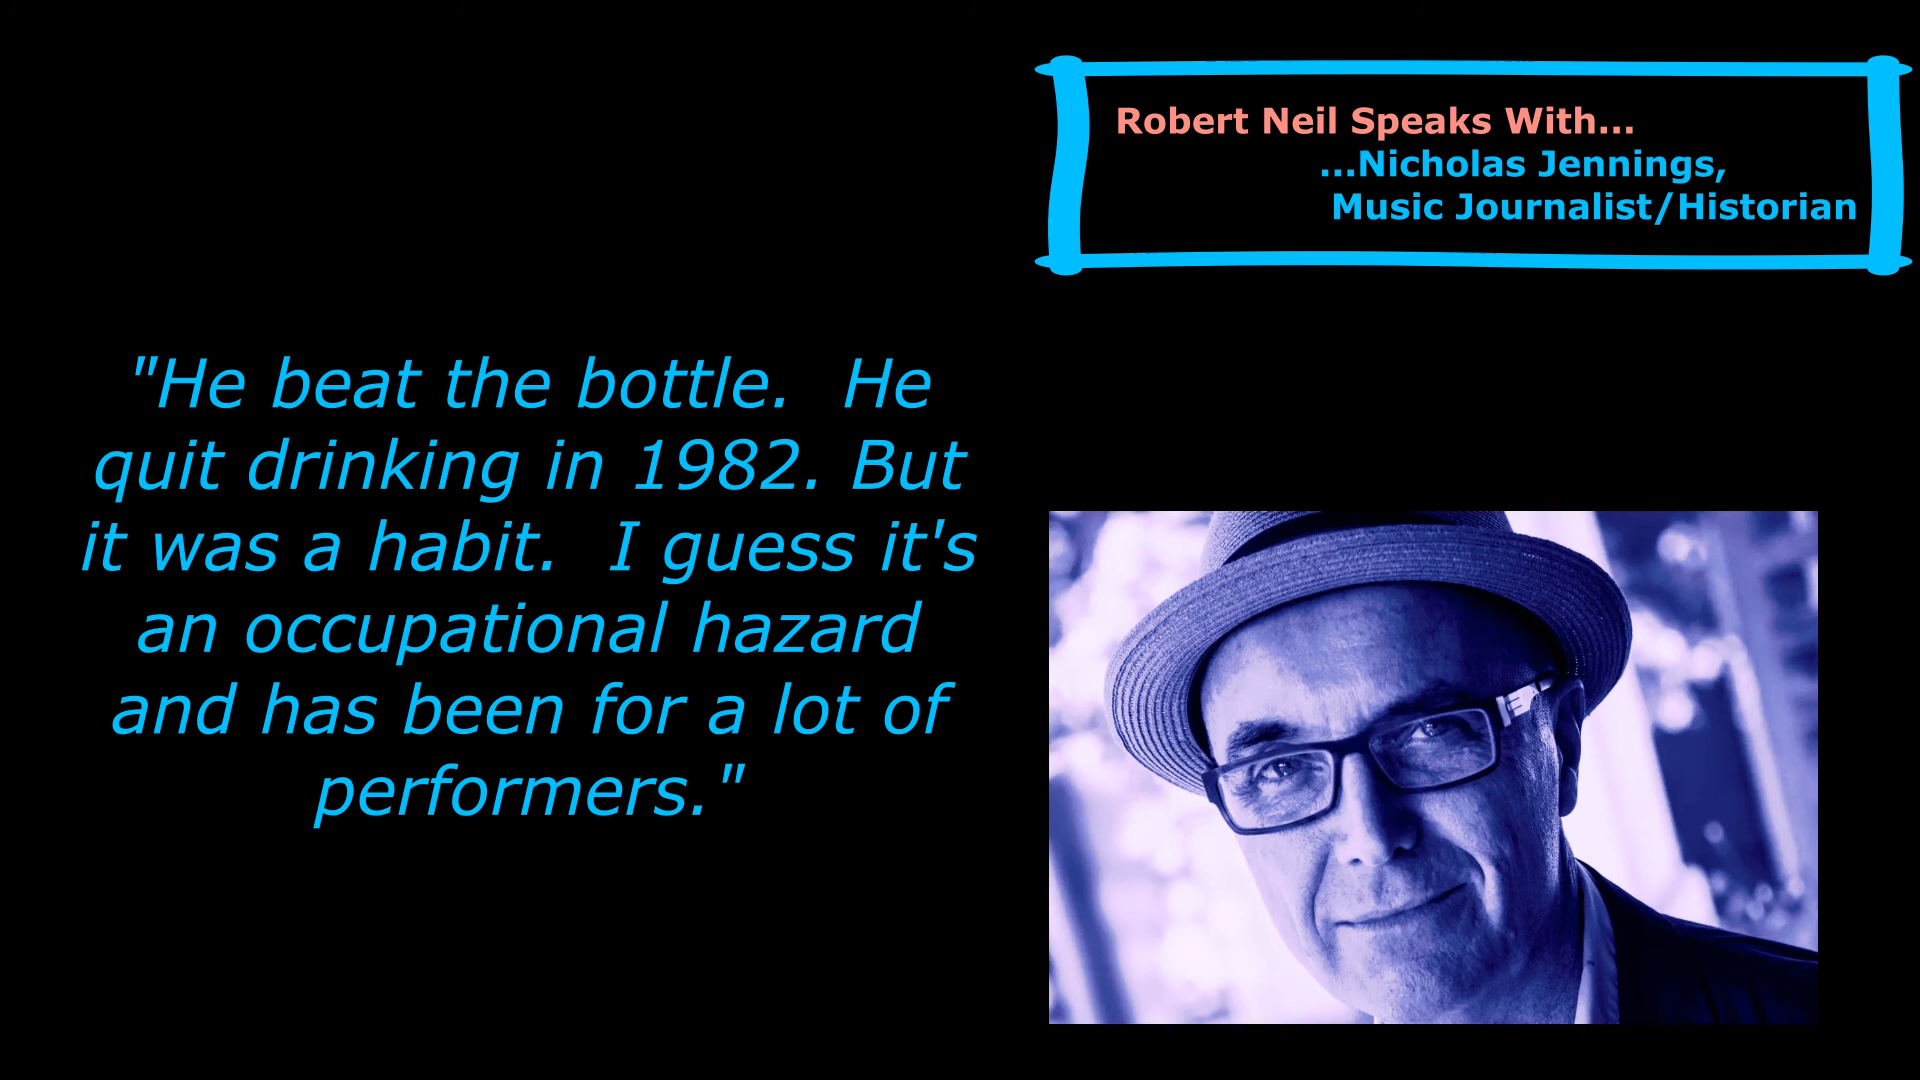 Robert Neil Speaks With...
...Nicholas Jennings,
Music Journalist/Historian
"He beat the bottle.  He
quit drinking in 1982. But
it was a habit.  I guess it's
an occupational hazard
and has been for a lot of
performers."